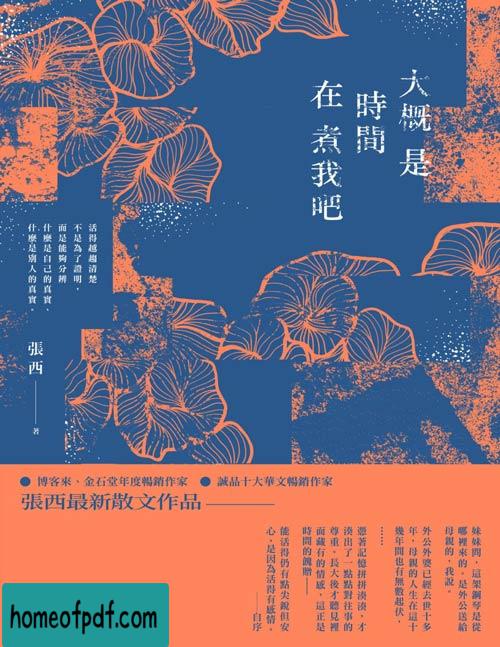 大概是
時間
在煮我吧
活得越趨清楚
不是為了證明,
而是能夠分辨
什麼是自己的真實、
什麼是別人的真實。
張西——著
● 博客來、金石堂年度暢銷作家 ● 誠品十大華文暢銷作家
張西最新散文作品——
妹妹問,這架鋼琴是從
哪裡來的。是外公送給
母親的,我說。
外公外婆已經去世十多
年,母親的人生在這十
幾年間也有無數起伏,
……
憑著記憶拼拼湊湊,才
湊出了一點點對往事的
尊重。長大後才聽見裡
面藏有的情感,這正是
時間的餽贈——
能活得仍有點尖銳但安
心,是因為活得有感情。
——自序
homeofpdf.com